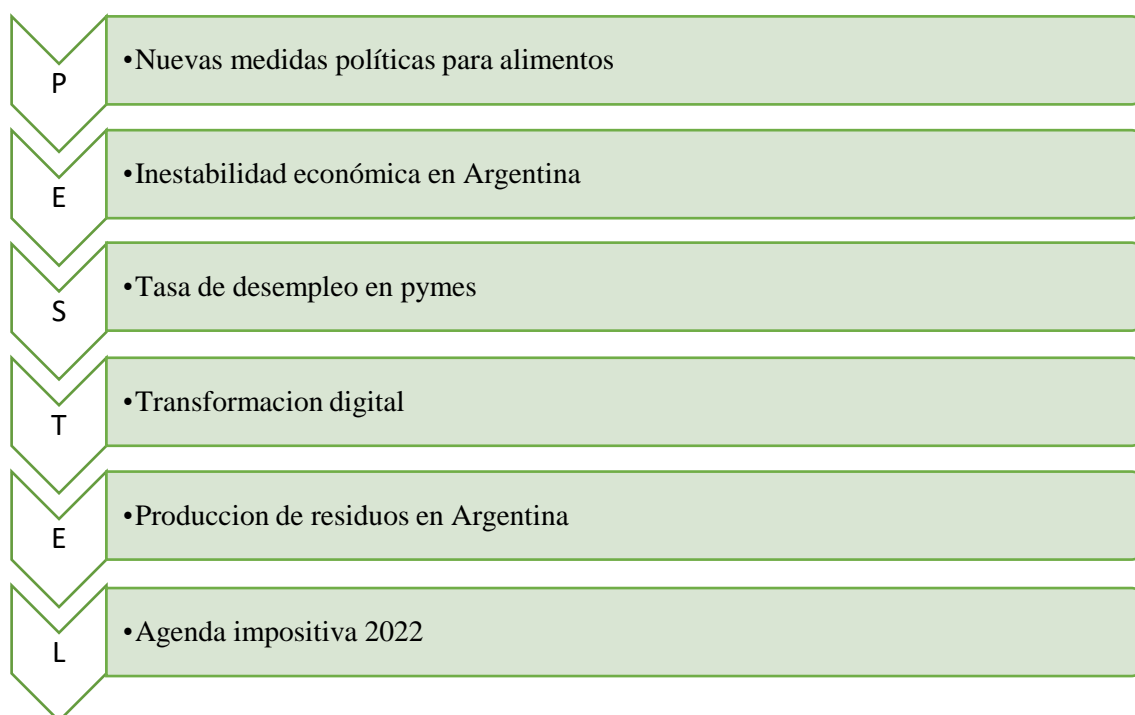 P
•Nuevas medidas políticas para alimentos
E
•Inestabilidad económica en Argentina
S
•Tasa de desempleo en pymes
T
•Transformacion digital
E
•Produccion de residuos en Argentina
L
•Agenda impositiva 2022